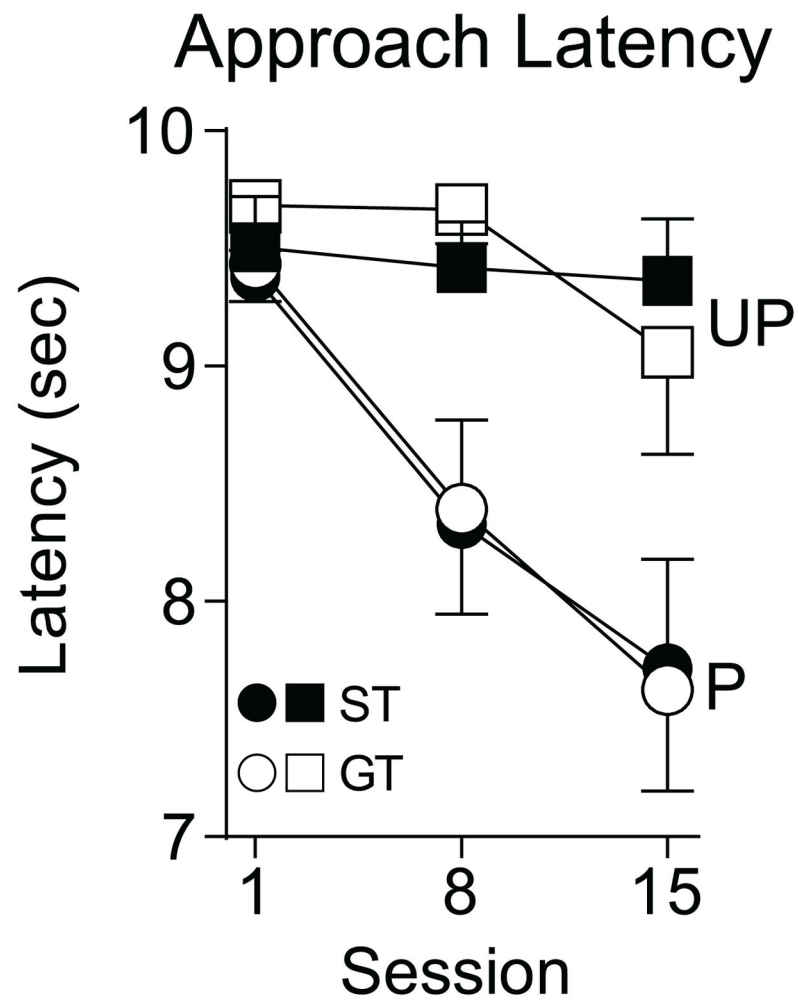 Approach Latency
Latency (sec)
10
9
8
7
UP
P
ST
GT
1 8 15
Session